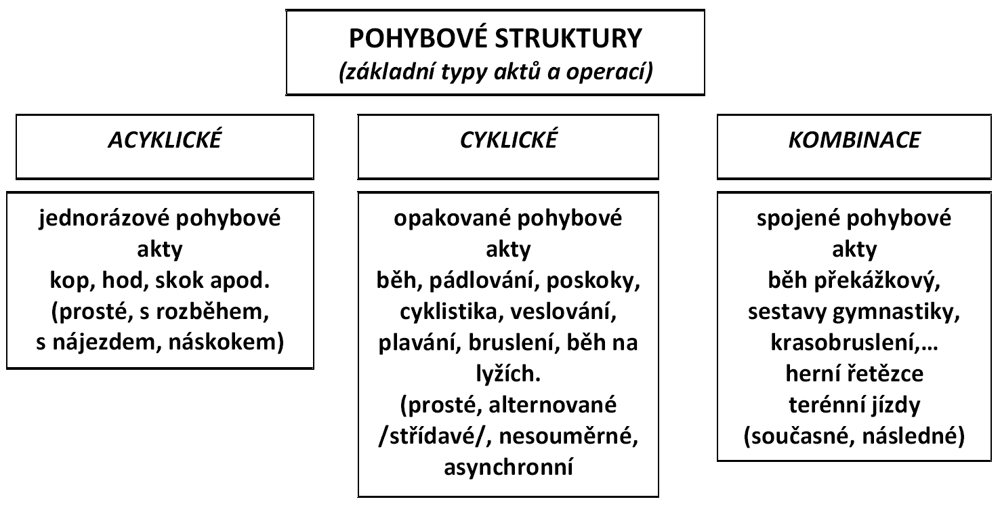 POHYBOVÉ STRUKTURY
(základní typy aktů a operací)
ACYKLICKÉ
jednorázové pohybové
akty
kop, hod, skok apod.
(prosté, s rozběhem,
s nájezdem, náskokem)
CYKLICKÉ
opakované pohybové
akty
běh, pádlování, poskoky,
cyklistika, veslování,
plavání, bruslení, běh na
lyžích.
(prosté, alternované
/střídavé/, nesouměrné,
asynchronní
KOMBINACE
spojené pohybové
akty
běh překážkový,
sestavy gymnastiky,
krasobruslení,…
herní řetězce
terénní jízdy
(současné, následné)